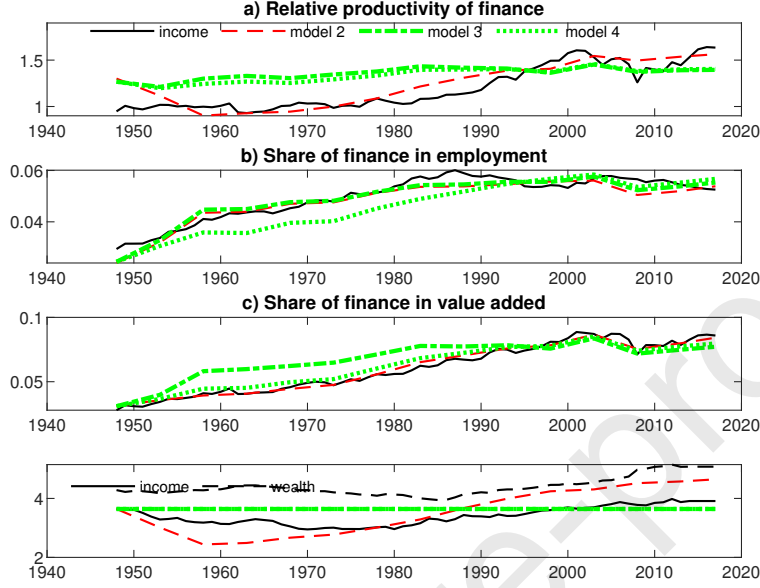 a) Relative productivity of finance
income model 2 model 3 model 4
1.5
1
1940 1950 1960 1970 1980 1990 2000 2010 2020
b) Share of finance in employment
0.06
0.04
1940 1950 1960 1970 1980 1990 2000 2010 2020
c) Share of finance in value added
0.1
0.05
1940 1950 1960 1970 1980 1990 2000 2010 2020
income wealth
4
2
1940 1950 1960 1970 1980 1990 2000 2010 2020
e-pro